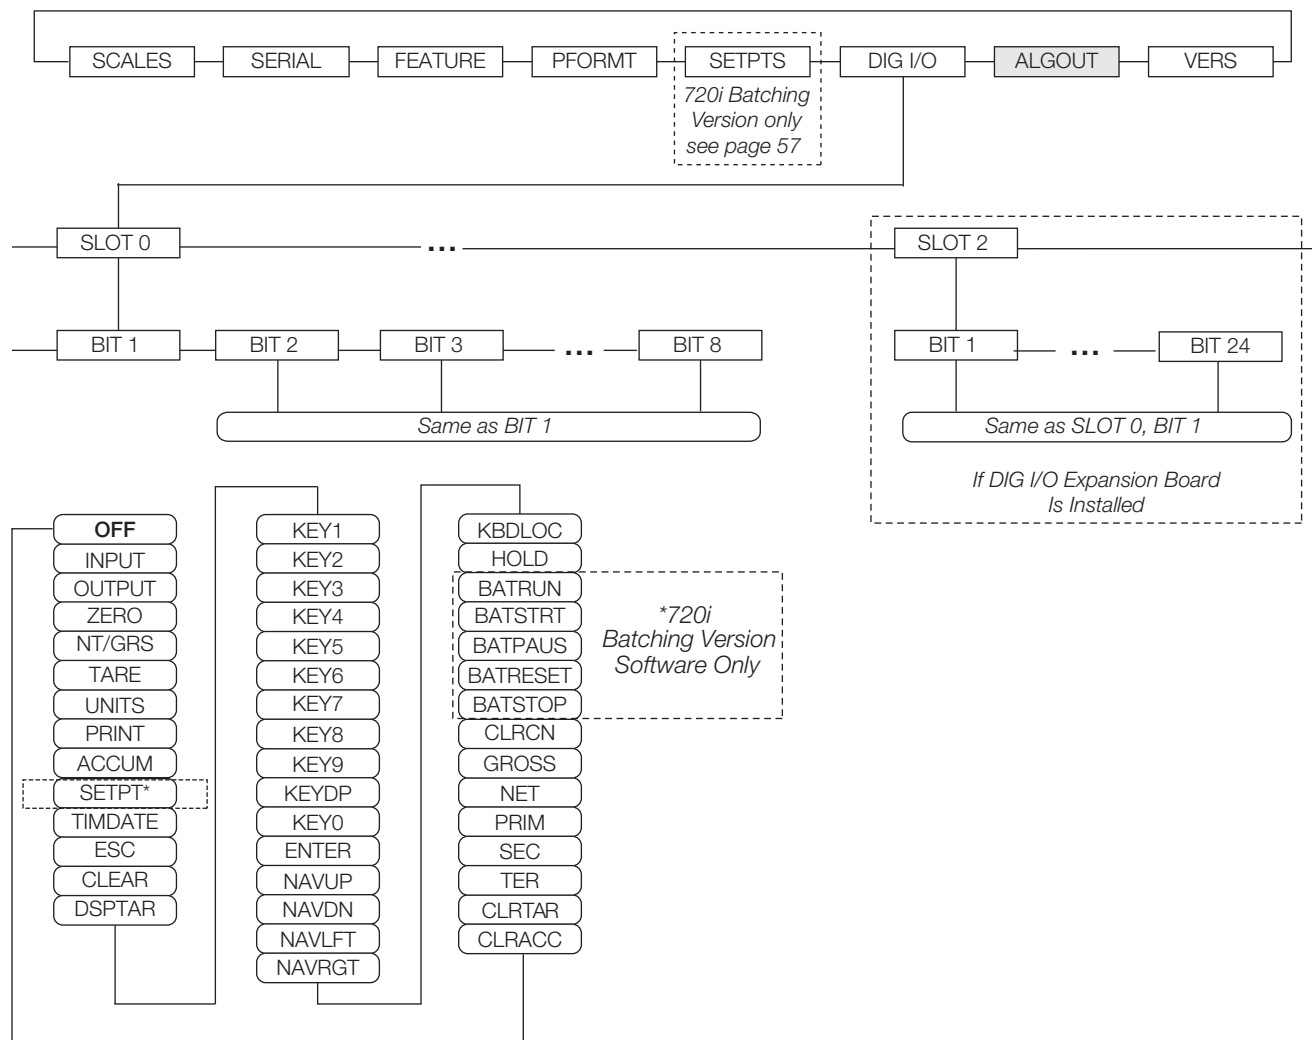 SCALES
SERIAL
FEATURE
PFORMT
SETPTS
DIG I/O
ALGOUT
VERS
720i Batching
Version only
see page 57
SLOT 0
...
SLOT 2
BIT 1
BIT 2
BIT 3
...
BIT 8
BIT 1
...
BIT 24
Same as BIT 1
Same as SLOT 0, BIT 1
If DIG I/O Expansion Board
Is Installed
OFF
INPUT
OUTPUT
ZERO
NT/GRS
TARE
UNITS
PRINT
ACCUM
SETPT*
TIMDATE
ESC
CLEAR
DSPTAR
KEY1
KEY2
KEY3
KEY4
KEY5
KEY6
KEY7
KEY8
KEY9
KEYDP
KEY0
ENTER
NAVUP
NAVDN
NAVLFT
NAVRGT
KBDLOC
HOLD
BATRUN
BATSTRT
BATPAUS
BATRESET
BATSTOP
CLRCN
GROSS
NET
PRIM
SEC
TER
CLRTAR
CLRACC
*720i
Batching Version
Software Only